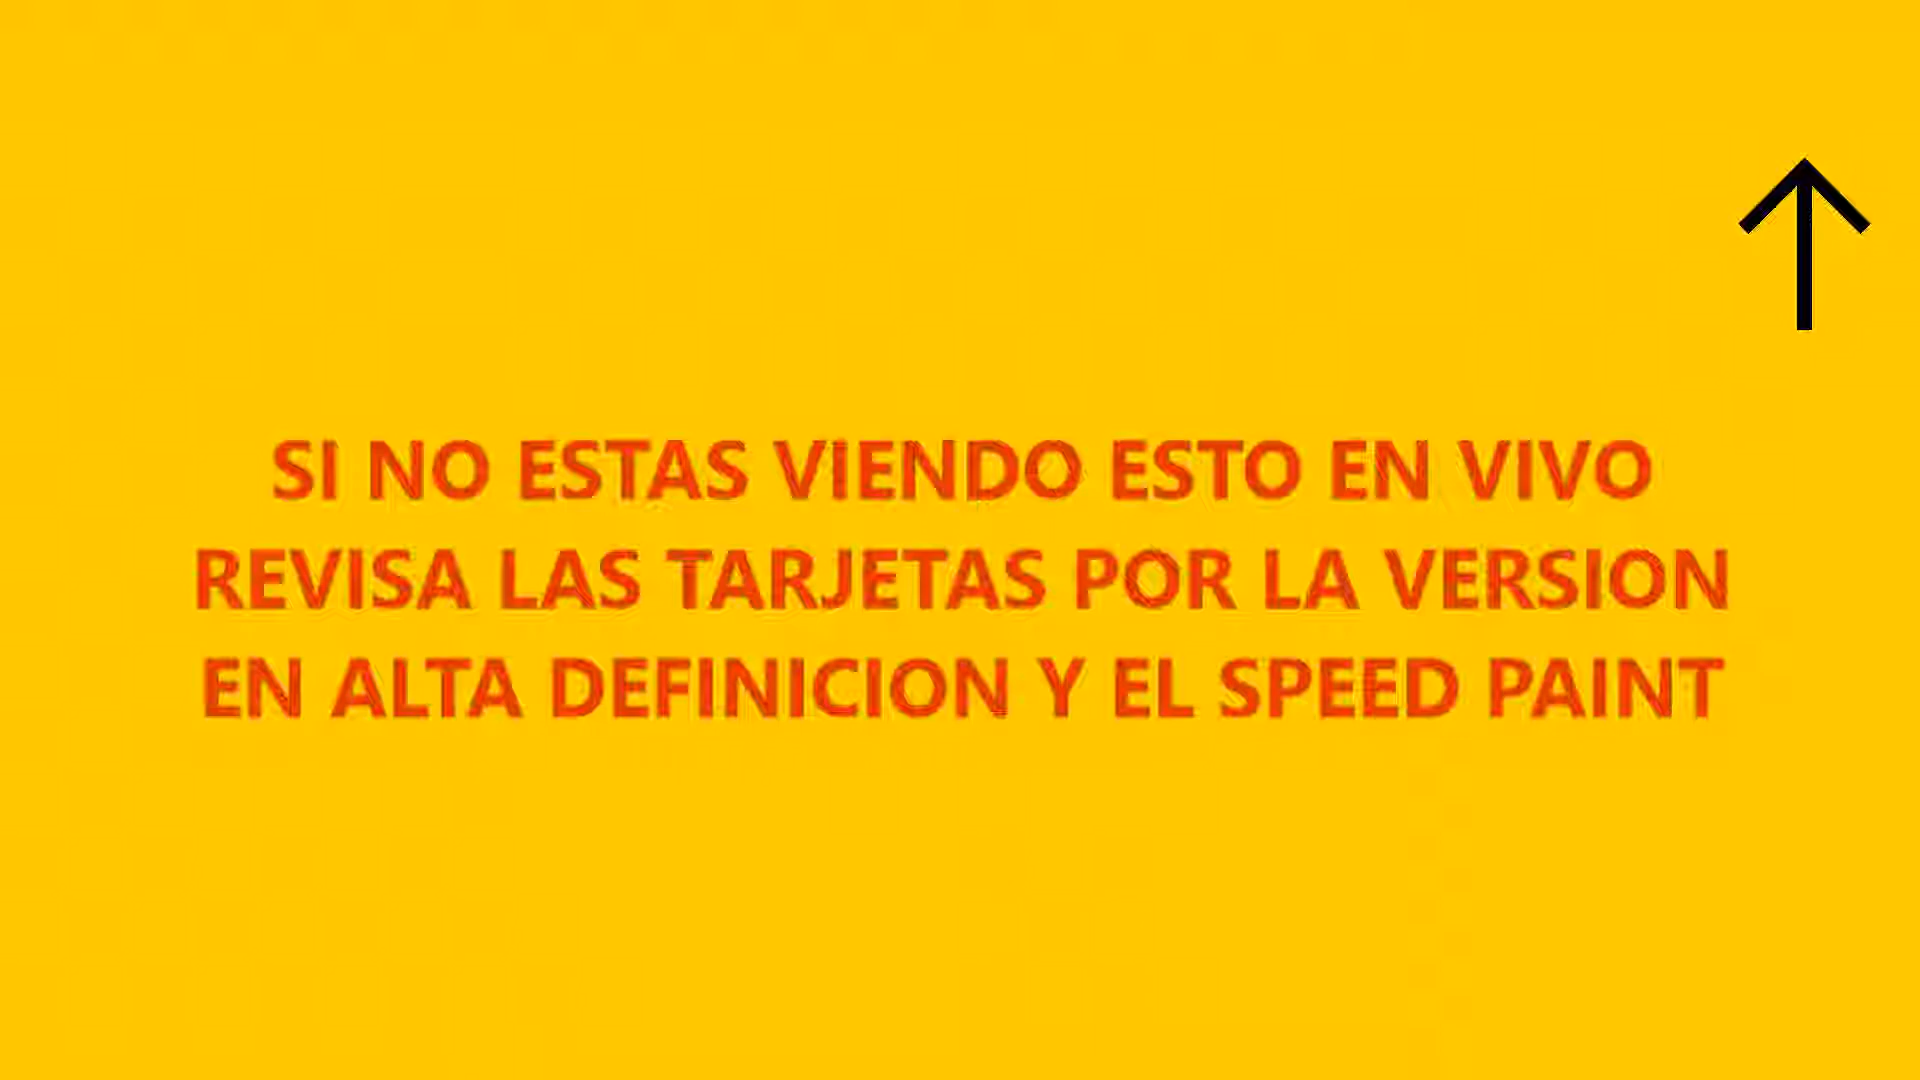 SI NO ESTAS VIENDO ESTO EN VIVO
REVISA LAS TARJETAS POR LA VERSION
EN ALTA DEFINICION Y EL SPEED PAINT